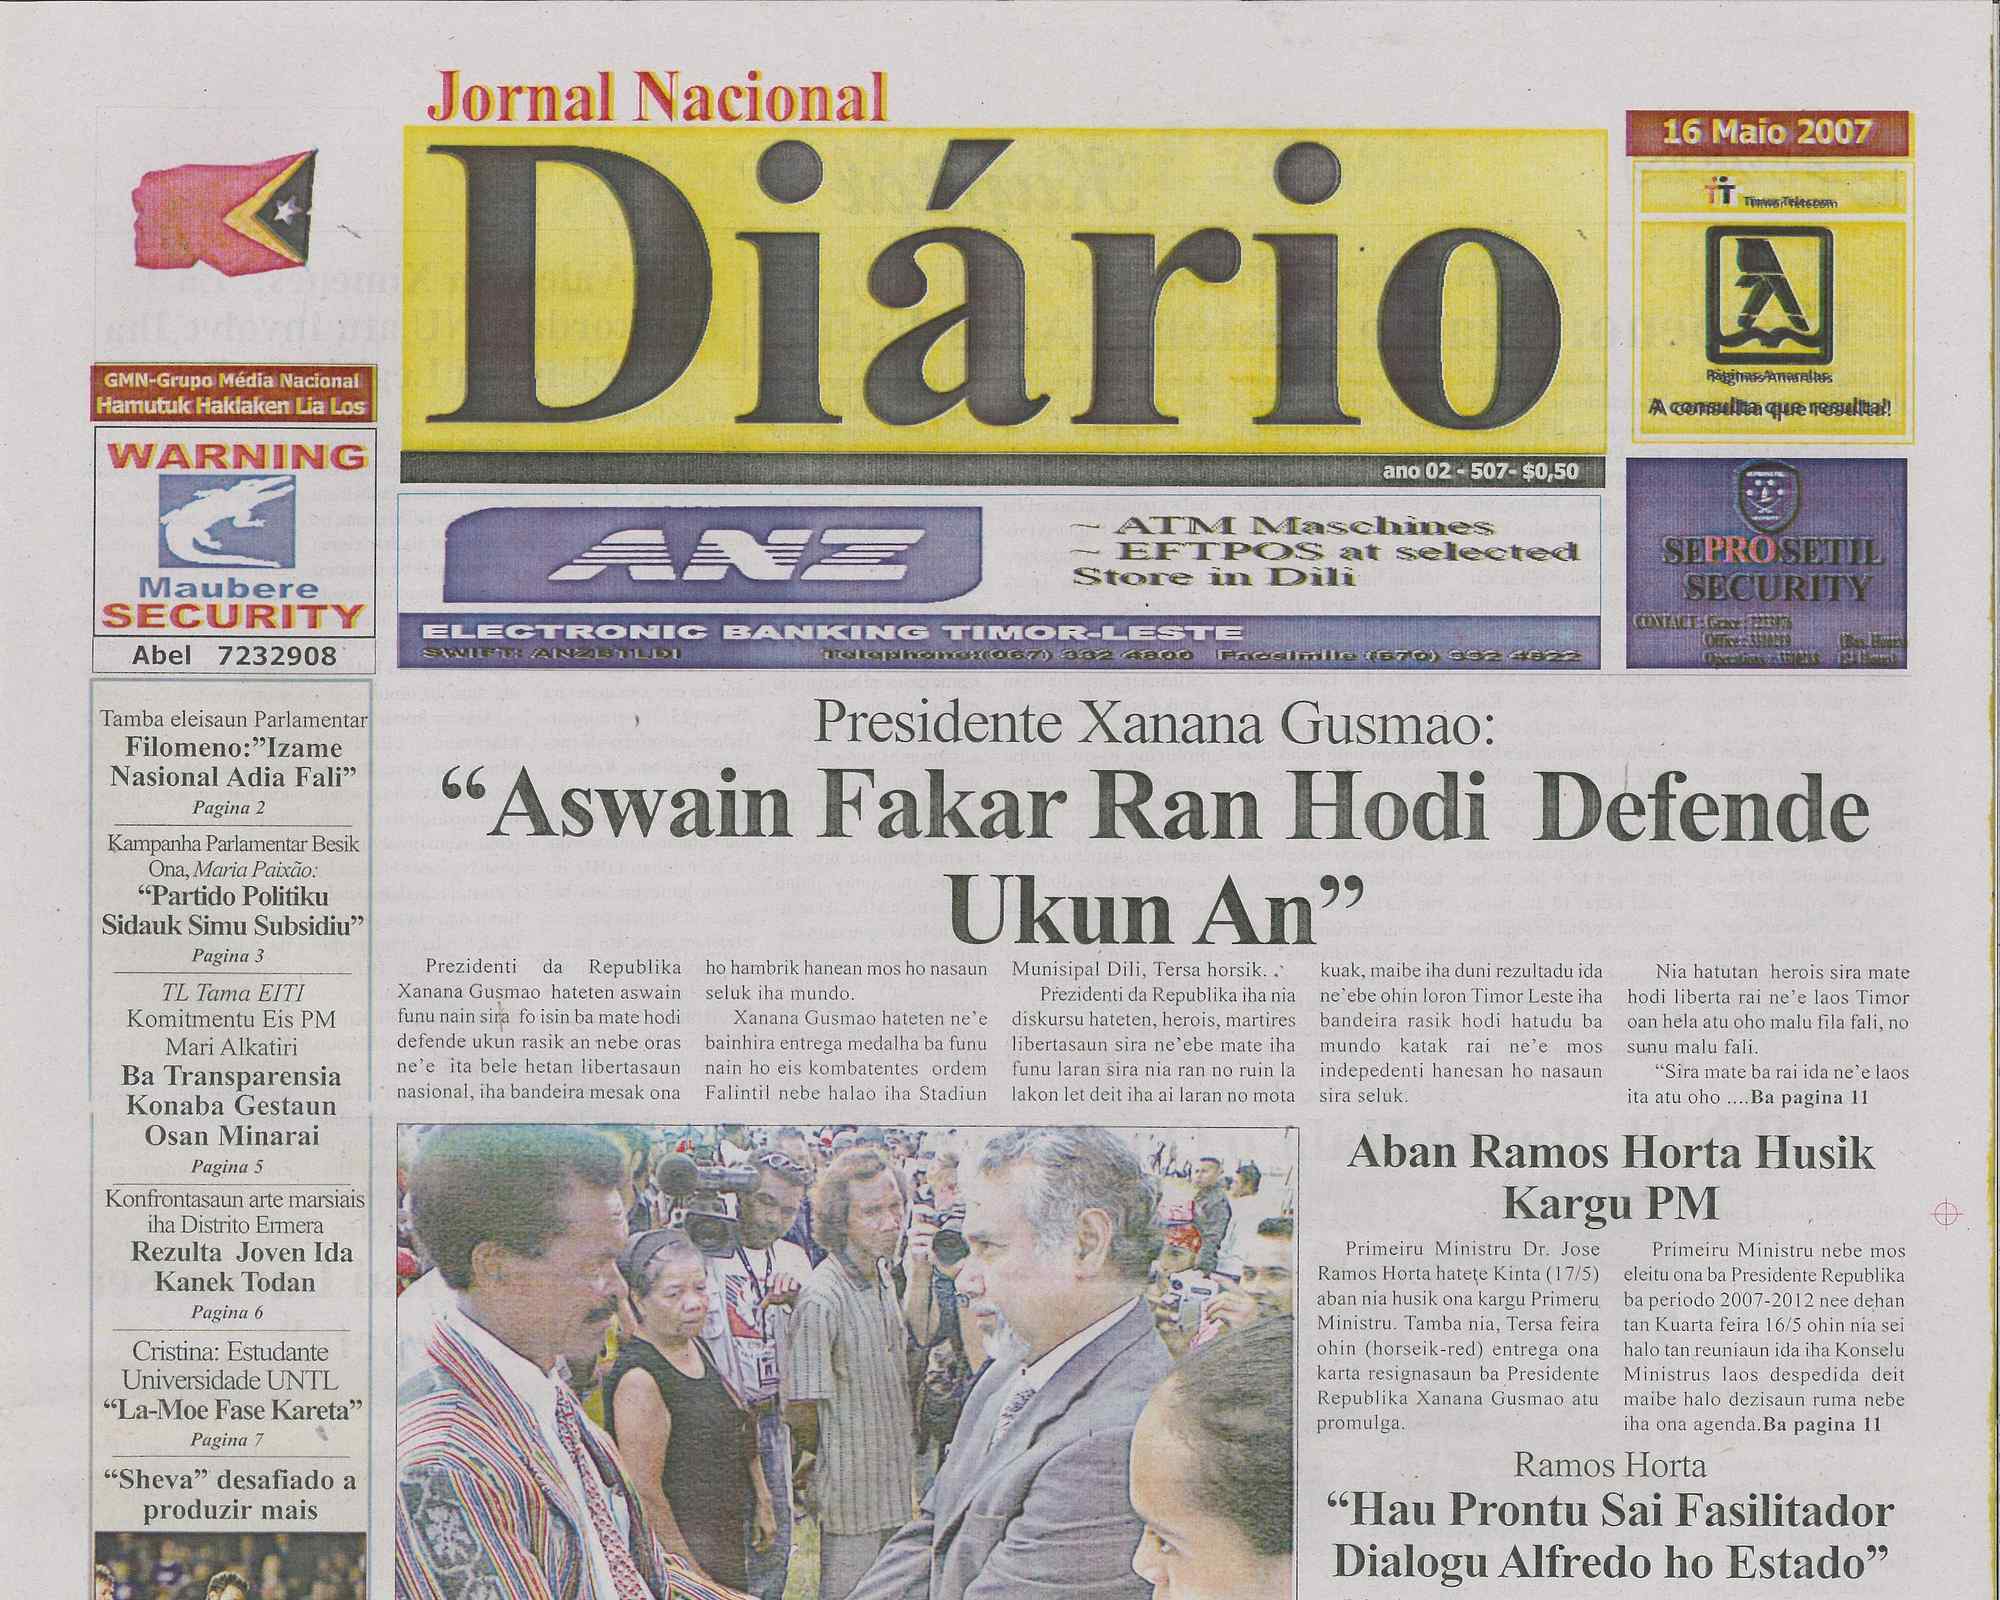 Jornal Nacional
Diário
16 Maio 2007
Timor Telecom
Páginas Amarelas
A consulta que resulta!
GMN-Grupo Média Nacional
Hamutuk Haklaken Lia Los
WARNING
Maubere
SECURITY
Abel 7232908
ano 02 - 507- $0,50
ANZ
~ ATM Maschines
~ EFTPOS at selected
Store in Dili
ELECTRONIC BANKING TIMOR-LESTE
SWIFT: ANZBTLDI Telephone:(067) 332 4800 Facsimile (670) 332 4822
SEPROSETIL
SECURITY
CONTACT : Grace : 7233976
Tamba eleisaun Parlamentar
Filomeno:”Izame
Nasional Adia Fali”
Pagina 2
Kampanha Parlamentar Besik
Ona, Maria Paixão:
“Partido Politiku
Sidauk Simu Subsidiu”
Pagina 3
TL Tama EITI
Komitmentu Eis PM
Mari Alkatiri
Ba Transparensia
Konaba Gestaun
Osan Minarai
Pagina 5
Konfrontasaun arte marsiais
iha Distrito Ermera
Rezulta Joven Ida
Kanek Todan
Pagina 6
Cristina: Estudante
Universidade UNTL
“La-Moe Fase Kareta”
Pagina 7
“Sheva” desafiado a
produzir mais
Presidente Xanana Gusmao:
“Aswain Fakar Ran Hodi Defende
Ukun An”
Prezidenti da Republika
Xanana Gusmao hateten aswain
funu nain sira fo isin ba mate hodi
defende ukun rasik an nebe oras
ne’e ita bele hetan libertasaun
nasional, iha bandeira mesak ona
ho hambrik hanean mos ho nasaun
seluk iha mundo.
Xanana Gusmao hateten ne’e
bainhira entrega medalha ba funu
nain ho eis kombatentes ordem
Falintil nebe halao iha Stadiun
Munisipal Dili, Tersa horsik. .
Prezidenti da Republika iha nia
diskursu hateten, herois, martires
libertasaun sira ne’ebe mate iha
funu laran sira nia ran no ruin la
lakon let deit iha ai laran no mota
kuak, maibe iha duni rezultadu ida
ne’ebe ohin loron Timor Leste iha
bandeira rasik hodi hatudu ba
mundo katak rai ne’e mos
indepedenti hanesan ho nasaun
sira seluk.
Nia hatutan herois sira mate
hodi liberta rai ne’e laos Timor
oan hela atu oho malu fila fali, no
sunu malu fali.
“Sira mate ba rai ida ne’e laos
ita atu oho ....Ba pagina 11
Aban Ramos Horta Husik
Kargu PM
Primeiru Ministru Dr. Jose
Ramos Horta hatete Kinta (17/5)
aban nia husik ona kargu Primeru
Ministru. Tamba nia, Tersa feira
ohin (horseik-red) entrega ona
karta resignasaun ba Presidente
Republika Xanana Gusmao atu
promulga.
Primeiru Ministru nebe mos
eleitu ona ba Presidente Republika
ba periodo 2007-2012 nee dehan
tan Kuarta feira 16/5 ohin nia sei
halo tan reuniaun ida iha Konselu
Ministrus laos despedida deit
maibe halo dezisaun ruma nebe
iha ona agenda.Ba pagina 11
Ramos Horta
“Hau Prontu Sai Fasilitador
Dialogu Alfredo ho Estado”